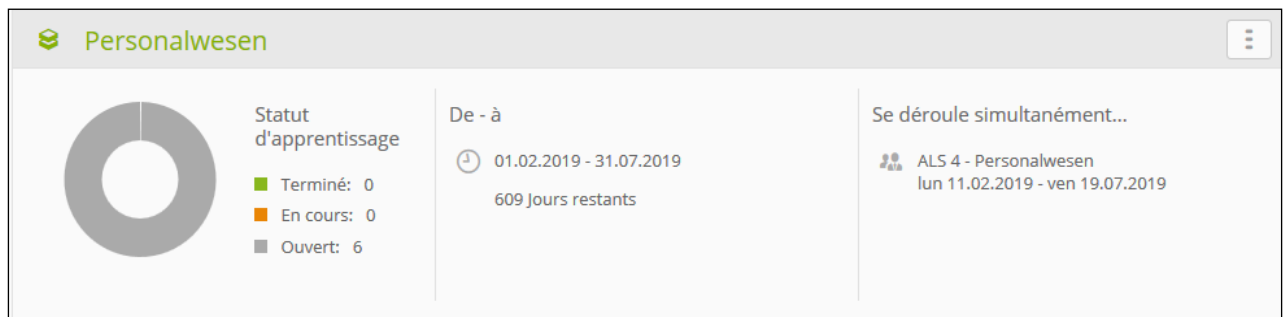 Personalwesen
Statut
d'apprentissage
Terminé: 0
En cours: 0
Ouvert: 6
De - à
01.02.2019 - 31.07.2019
609 Jours restants
Se déroule simultanément...
ALS 4 - Personalwesen
lun 11.02.2019 - ven 19.07.2019